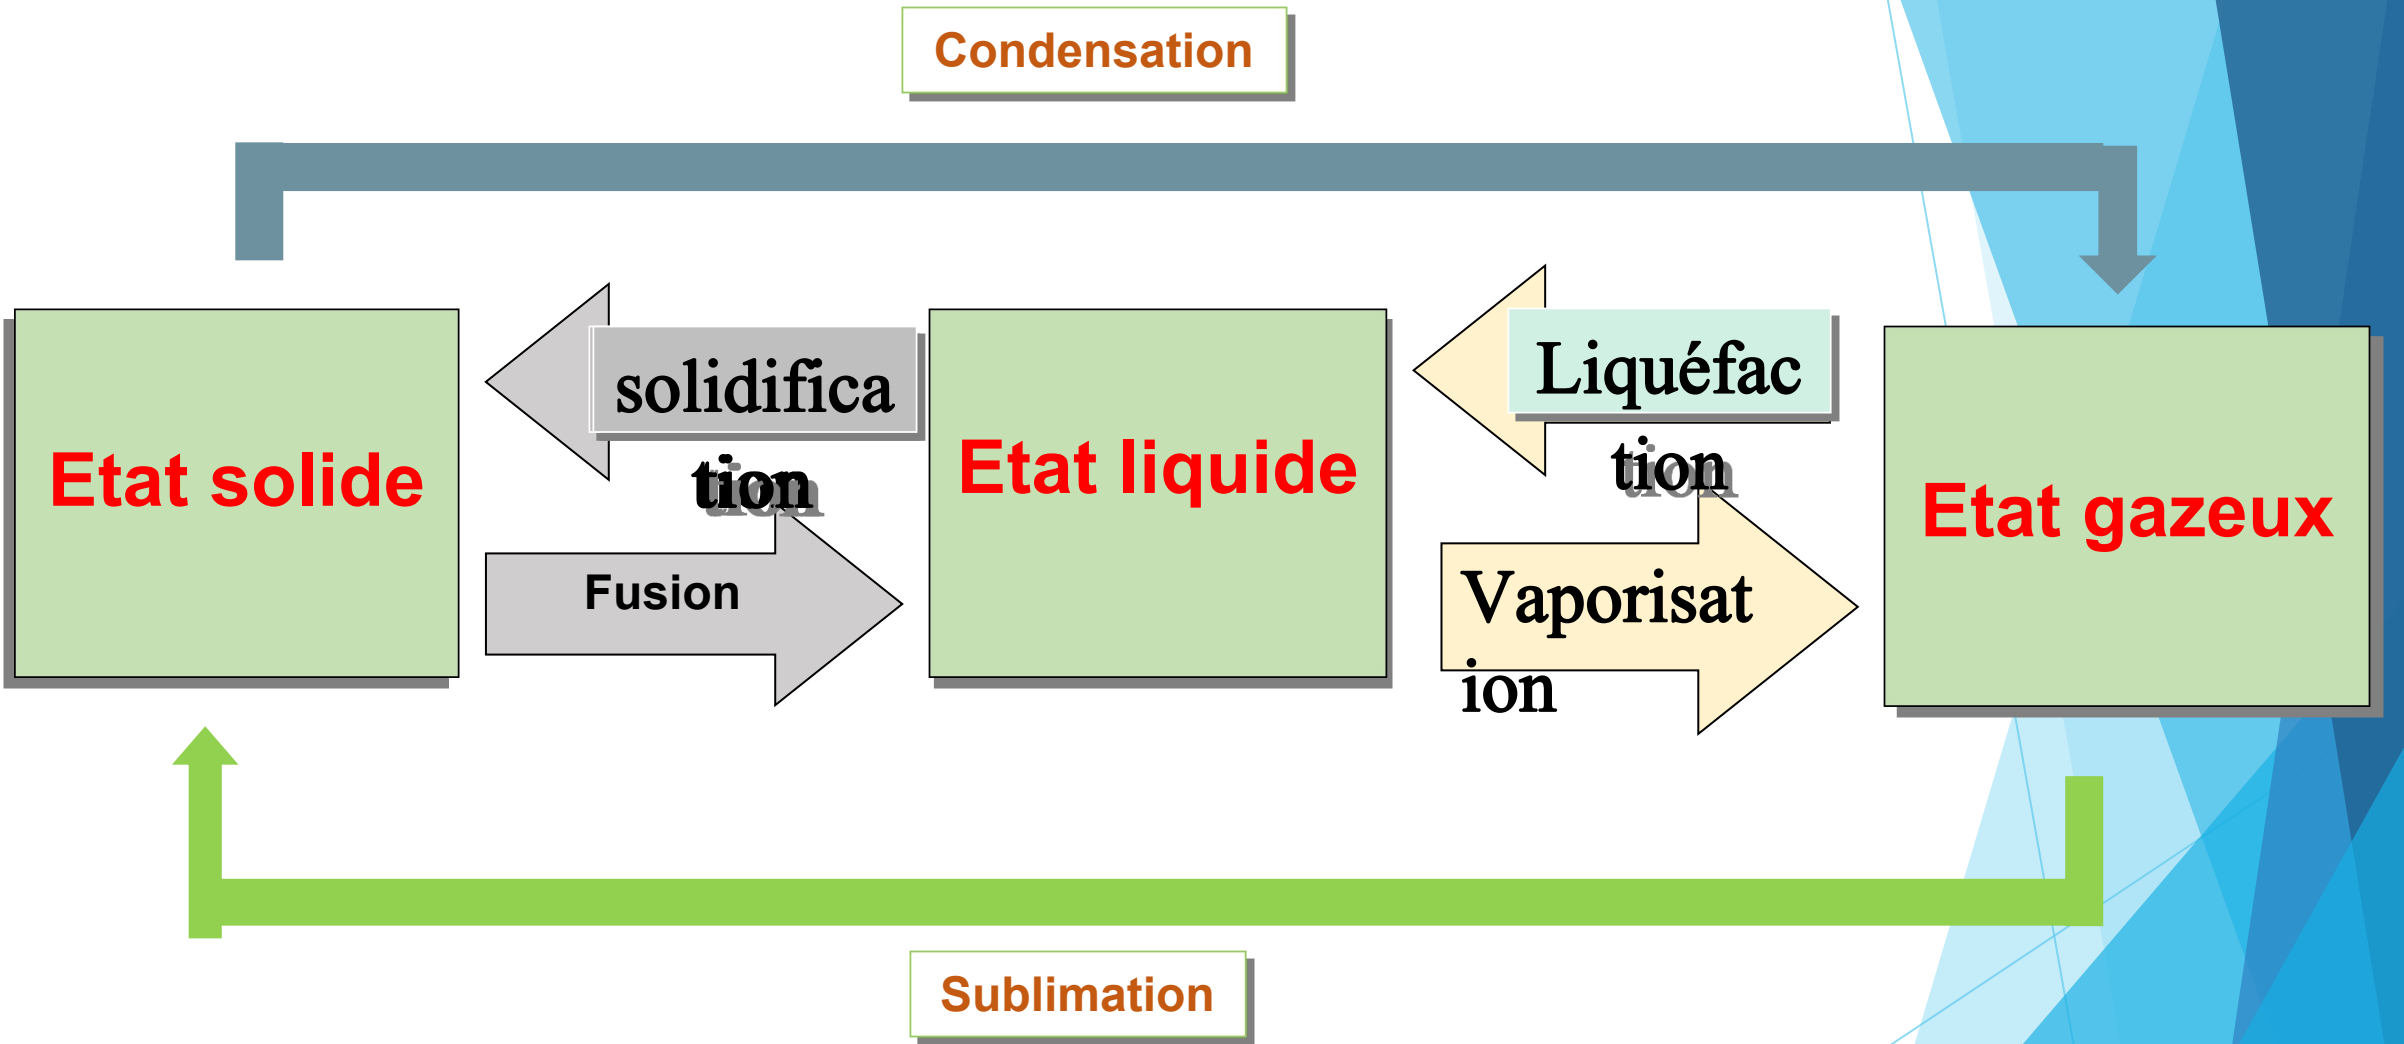 Condensation
Etat solide
solidifica
tion
Fusion
Etat liquide
Liquéfac
tion
Vaporisat
ion
Etat gazeux
Sublimation